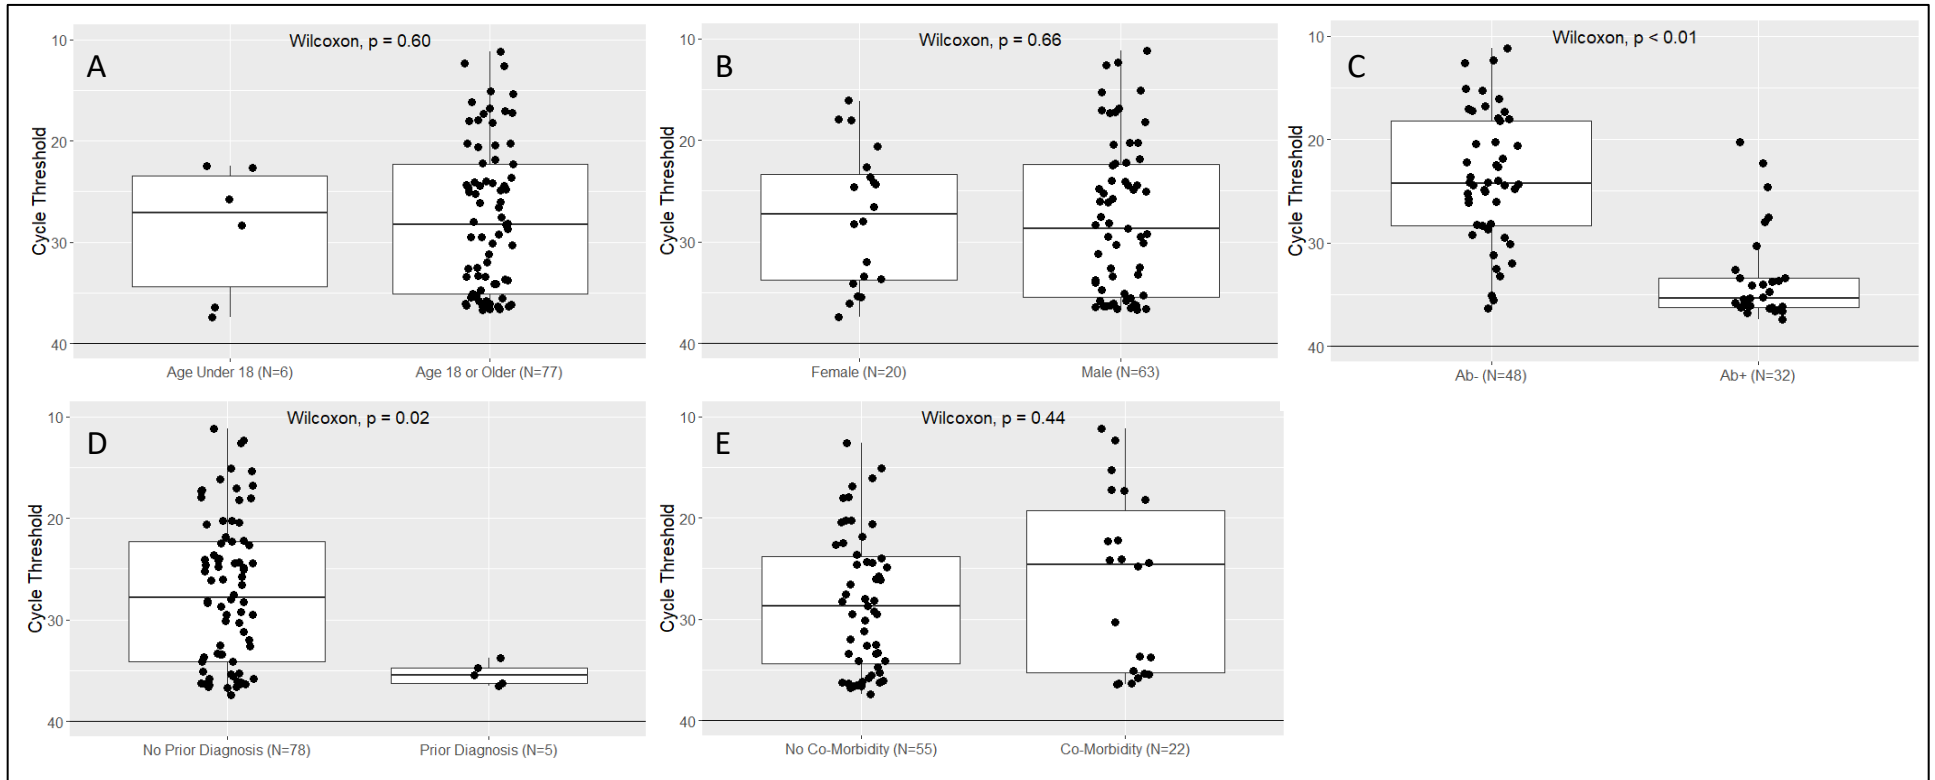 A
Wilcoxon, p = 0.60
Cycle Threshold
10
20
30
40
Age Under 18 (N=6)
Age 18 or Older (N=77)
B
Wilcoxon, p = 0.66
Cycle Threshold
10
20
30
40
Female (N=20)
Male (N=63)
C
Wilcoxon, p < 0.01
Cycle Threshold
10
20
30
40
Ab- (N=48)
Ab+ (N=32)
D
Wilcoxon, p = 0.02
Cycle Threshold
10
20
30
40
No Prior Diagnosis (N=78)
Prior Diagnosis (N=5)
E
Wilcoxon, p = 0.44
Cycle Threshold
10
20
30
40
No Co-Morbidity (N=55)
Co-Morbidity (N=22)